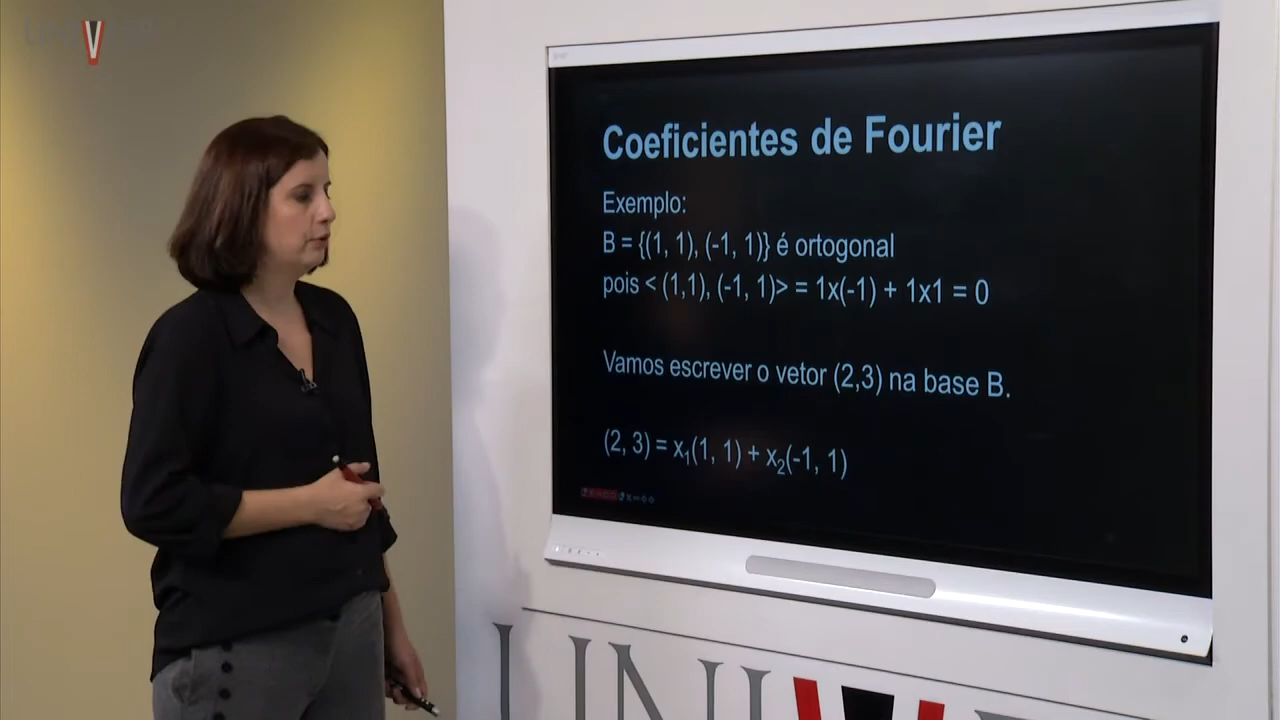 Coeficientes de Fourier
Exemplo:
B = {(1, 1), (-1, 1)} é ortogonal
pois < (1,1), (-1, 1)> = 1x(-1) + 1x1 = 0
Vamos escrever o vetor (2,3) na base B.
(2, 3) = x₁(1, 1) + x₂(-1, 1)